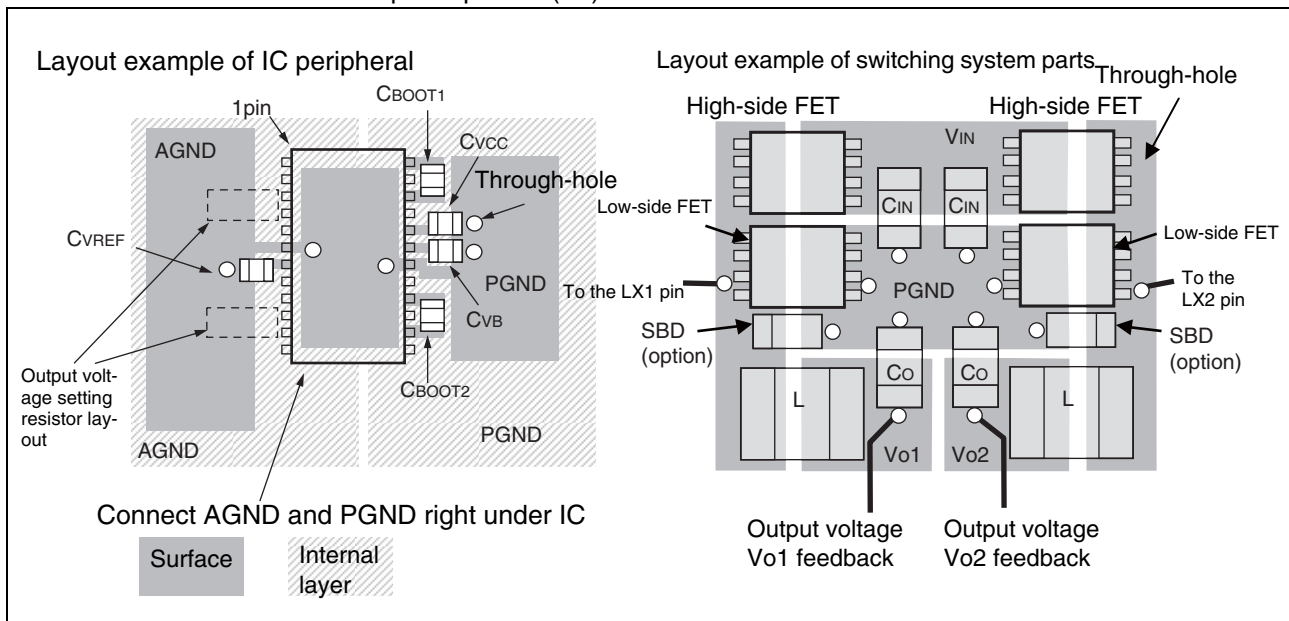 Layout example of IC peripheral
1pin
CBOOT1
AGND
CVCC
Through-hole
CVREF
PGND
CVB
Output volt-
age setting
resistor lay-
out
CBOOT2
AGND
PGND
Connect AGND and PGND right under IC
Surface
Internal
layer
Layout example of switching system parts
Through-hole
High-side FET
High-side FET
VIN
Low-side FET
CIN
CIN
Low-side FET
To the LX1 pin
PGND
To the
LX2 pin
SBD
(option)
SBD
(option)
L
CO
CO
L
Vo1
Vo2
Output voltage
Vo1 feedback
Output voltage
Vo2 feedback